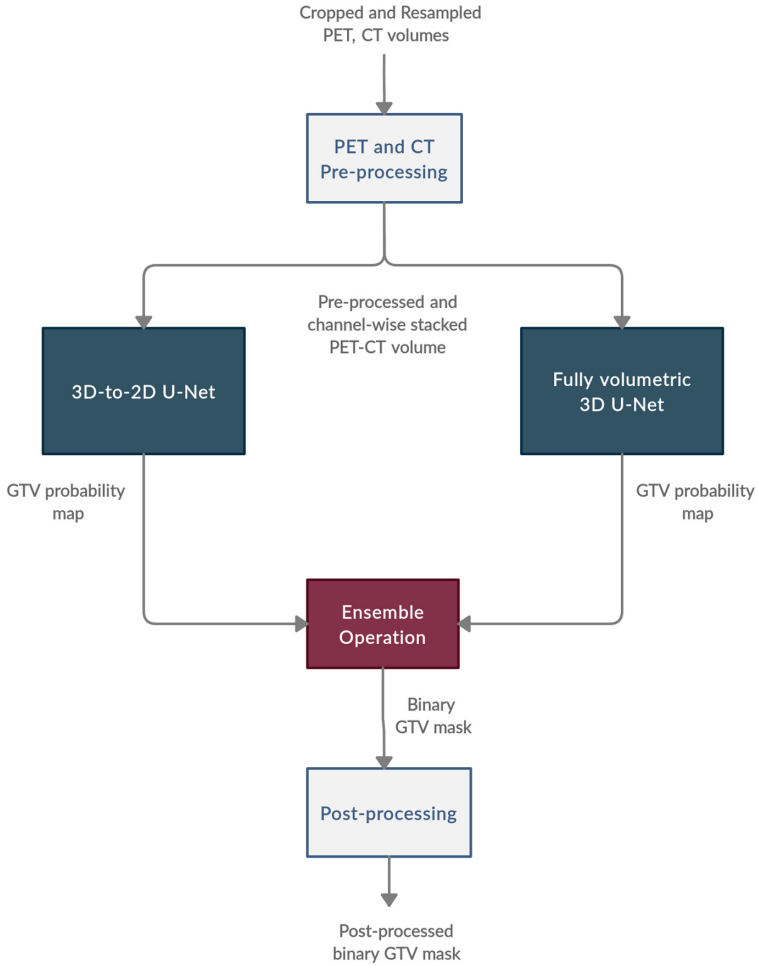 Cropped and Resampled
PET, CT volumes
PET and CT
Pre-processing
Pre-processed and
channel-wise stacked
PET-CT volume
3D-to-2D U-Net
Fully volumetric
3D U-Net
GTV probability
map
GTV probability
map
Ensemble
Operation
Binary
GTV mask
Post-processing
Post-processed
binary GTV mask